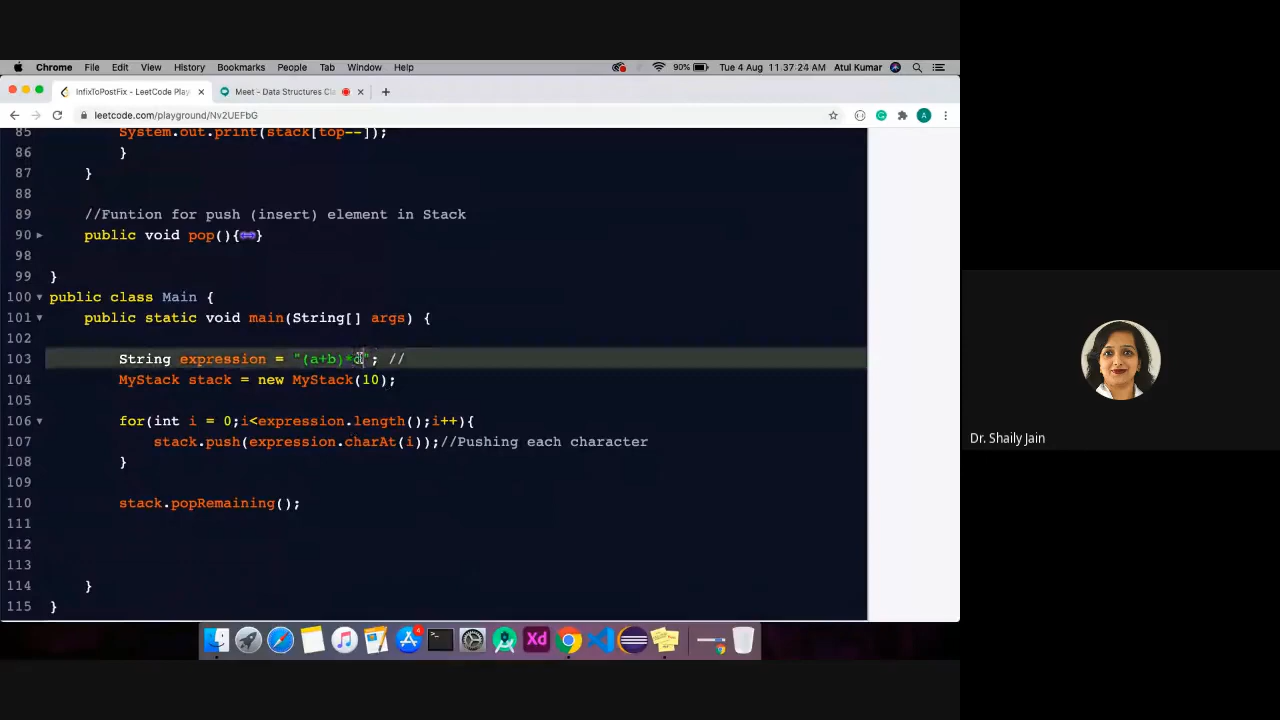 Chrome File Edit View History Bookmarks People Tab Window Help 90% Tue 4 Aug 11:37:24 AM Atul Kumar
InfixToPostFix - LeetCode Play Meet - Data Structures Cl
leetcode.com/playground/Nv2UEFbG A
85 System.out.print(stack[top--]);
86 }
87 }
88
89 //Funtion for push (insert) element in Stack
90 public void pop(){}
98
99 }
100 public class Main {
101 public static void main(String[] args) {
102
103 String expression = "(a+b)*c"; //
104 MyStack stack = new MyStack(10);
105
106 for(int i = 0;i<expression.length();i++){
107 stack.push(expression.charAt(i));//Pushing each character
108 }
109
110 stack.popRemaining();
111
112
113
114 }
115 }
Xd
Dr. Shaily Jain